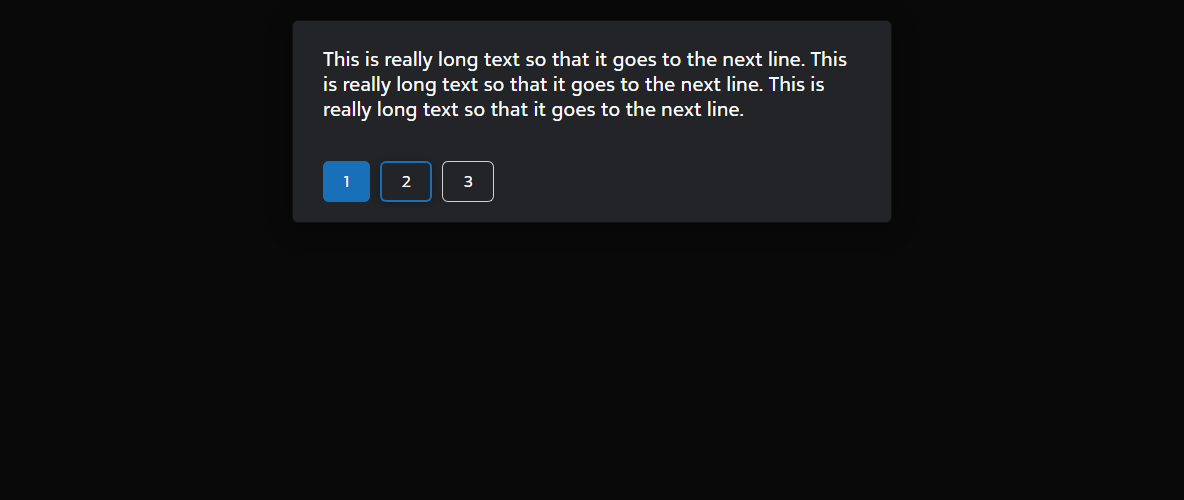 This is really long text so that it goes to the next line. This
is really long text so that it goes to the next line. This is
really long text so that it goes to the next line.
1 2 3